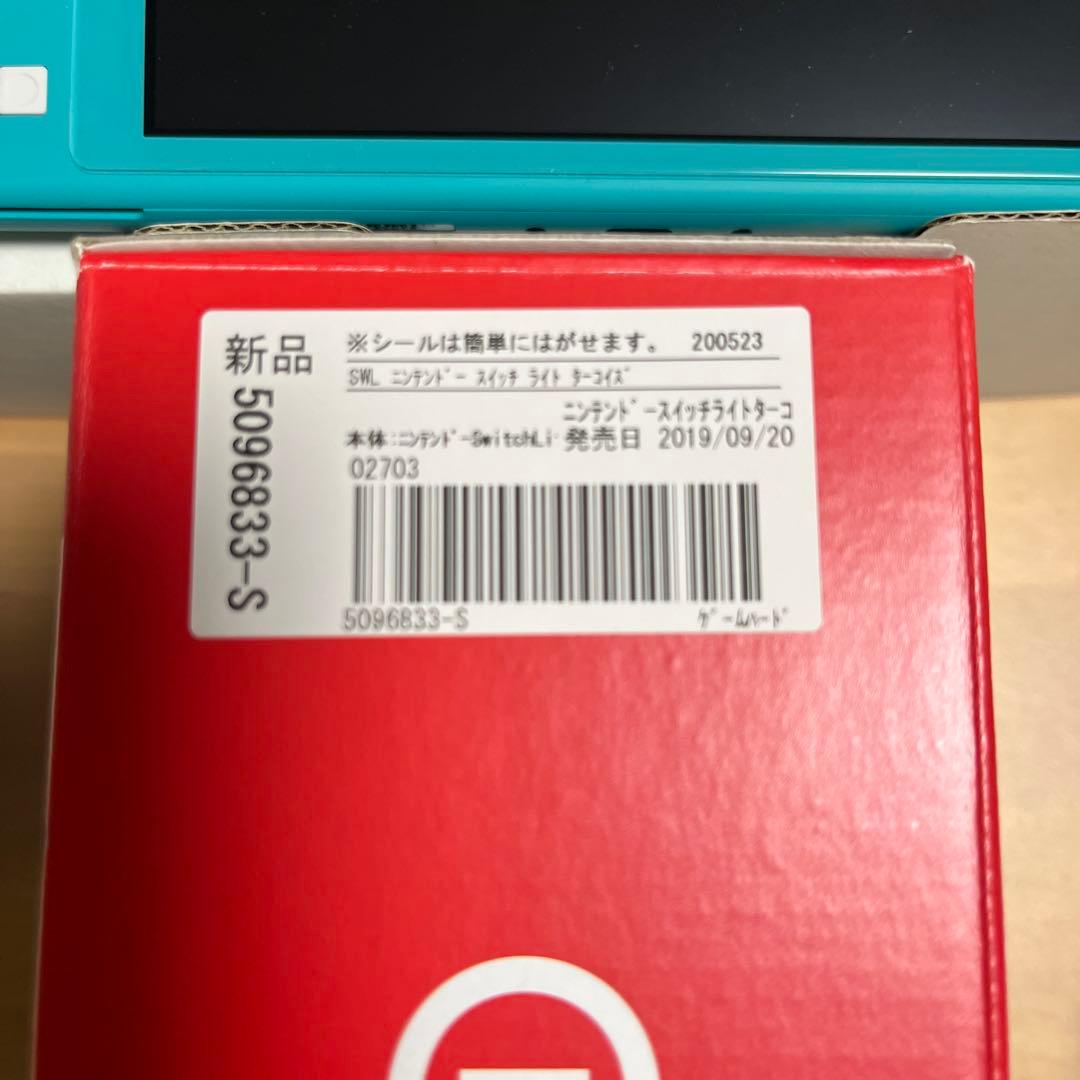 新品
5096833-S
※シールは簡単にはがせます。 200523
SWL ニンテンドー スイッチ ライト ターコイズ
ニンテンドースイッチライトターコ
本体:ニンテンドーSwitchLi 発売日 2019/09/20
02703
5096833-S ゲームハード